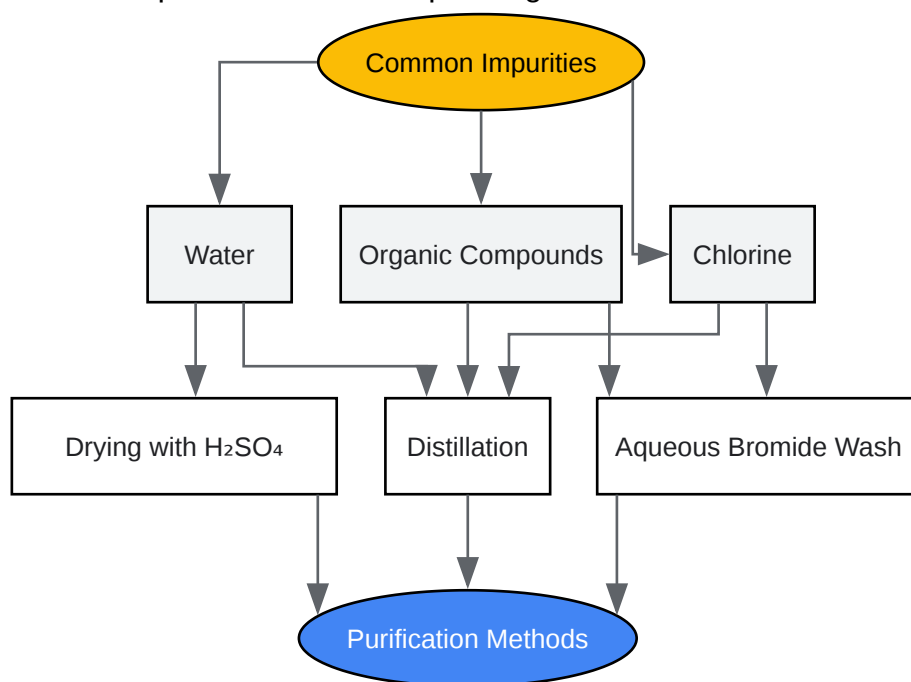 Common Impurities
Water
Organic Compounds
Chlorine
Drying with H₂SO₄
Distillation
Aqueous Bromide Wash
Purification Methods